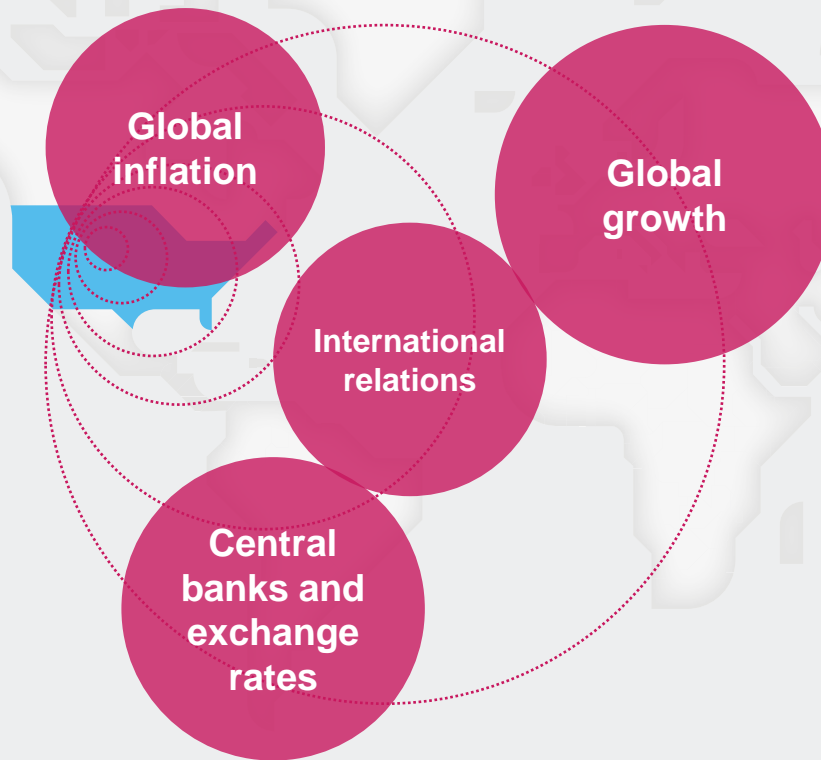 Global
inflation
Global
growth
International
relations
Central
banks and
exchange
rates